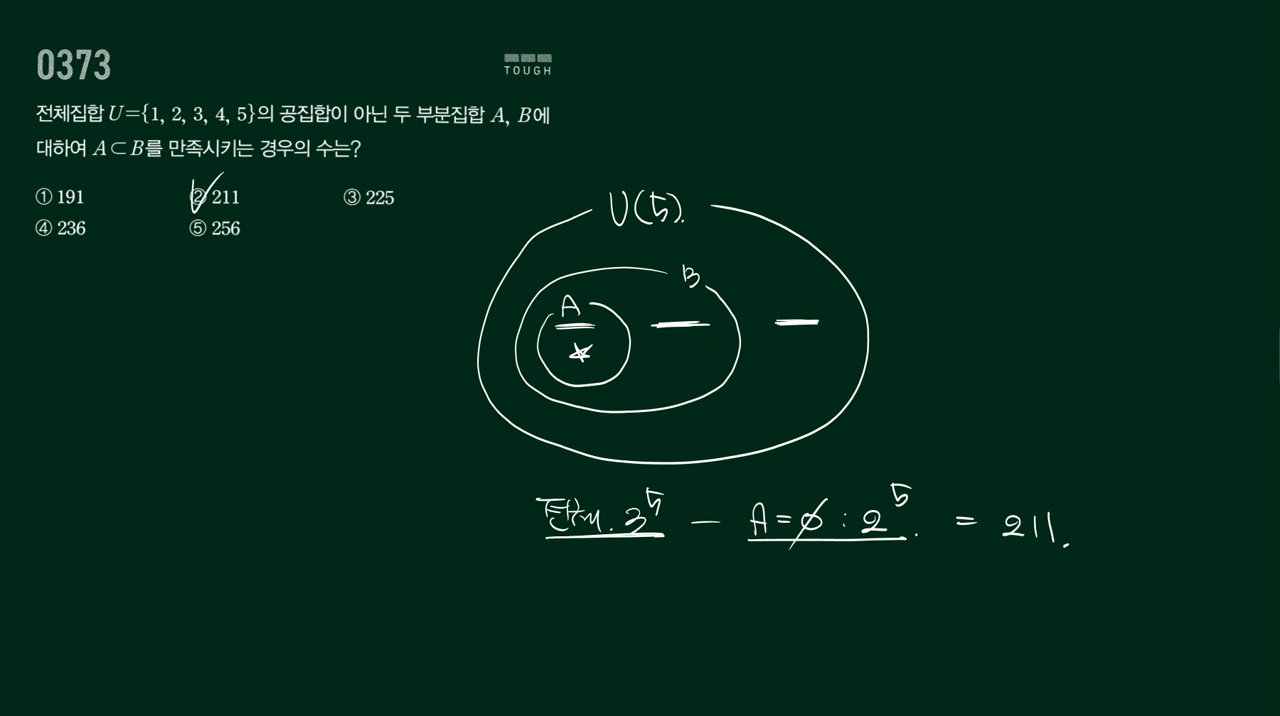 0373
TOUGH
전체집합 U={1, 2, 3, 4, 5}의 공집합이 아닌 두 부분집합 A, B에
대하여 A⊂B를 만족시키는 경우의 수는?
① 191 ② 211 ③ 225
④ 236 ⑤ 256
U(5).
B
A
전체. 3⁵ − A=∅ : 2⁵. = 211.